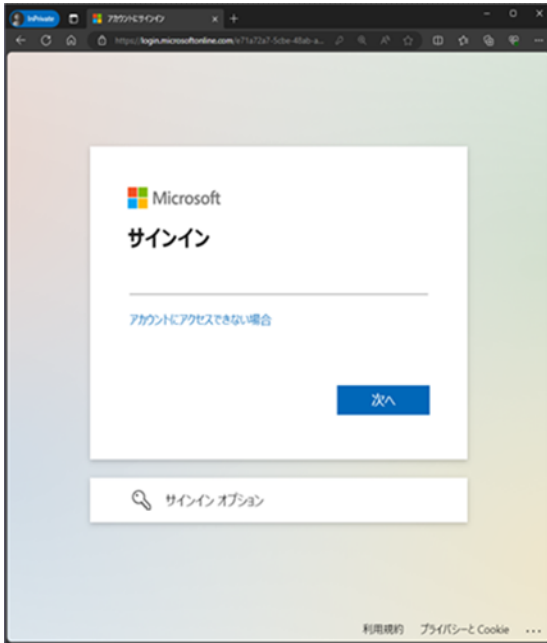 InPrivate
アカウントにサインイン
https://login.microsoftonline.com/e71a72a7-5cbe-48ab-a...
Microsoft
サインイン
アカウントにアクセスできない場合
次へ
サインイン オプション
利用規約 プライバシーと Cookie ...